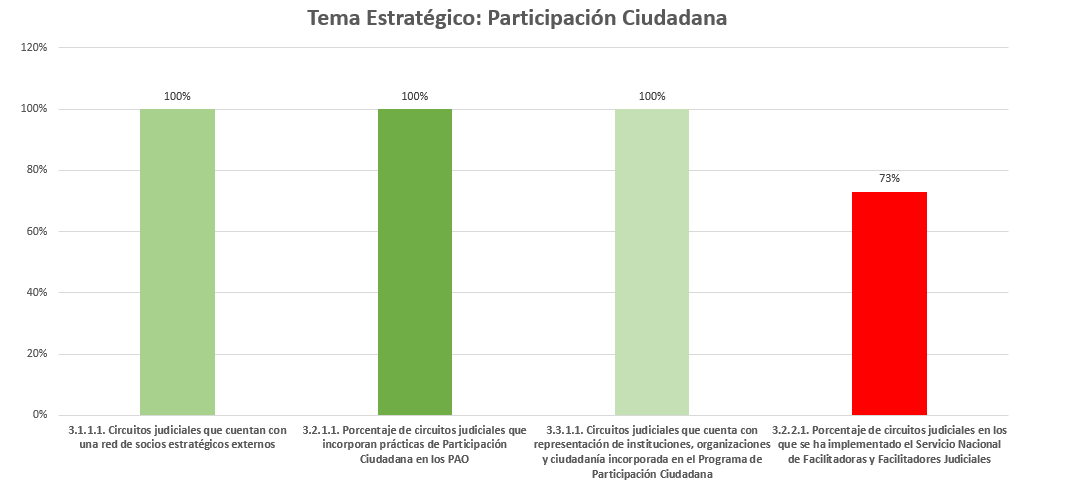 Tema Estratégico: Participación Ciudadana
120%
100%
80%
60%
40%
20%
0%
100%
100%
100%
73%
3.1.1.1. Circuitos judiciales que cuentan con
una red de socios estratégicos externos
3.2.1.1. Porcentaje de circuitos judiciales que
incorporan prácticas de Participación
Ciudadana en los PAO
3.3.1.1. Circuitos judiciales que cuenta con
representación de instituciones, organizaciones
y ciudadanía incorporada en el Programa de
Participación Ciudadana
3.2.2.1. Porcentaje de circuitos judiciales en los
que se ha implementado el Servicio Nacional
de Facilitadoras y Facilitadores Judiciales